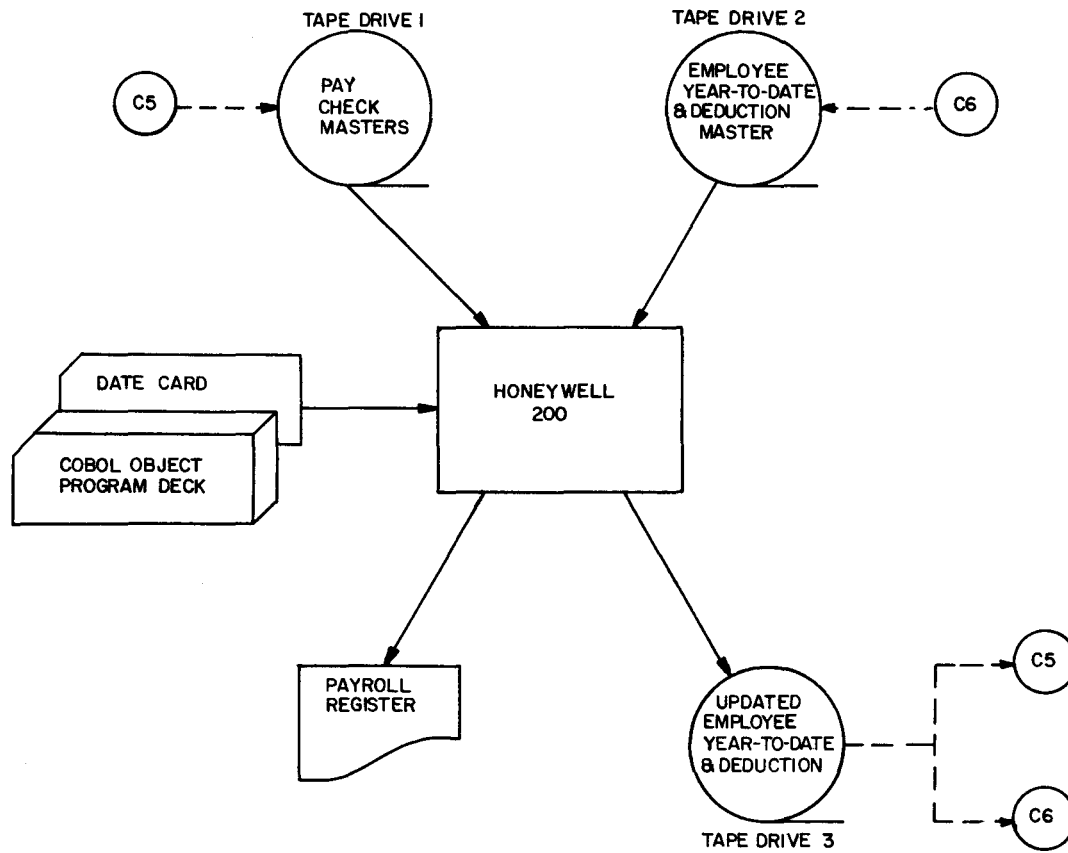 TAPE DRIVE 1
TAPE DRIVE 2
C5
PAY
CHECK
MASTERS
EMPLOYEE
YEAR-TO-DATE
& DEDUCTION
MASTER
C6
DATE CARD
COBOL OBJECT
PROGRAM DECK
HONEYWELL
200
PAYROLL
REGISTER
UPDATED
EMPLOYEE
YEAR-TO-DATE
& DEDUCTION
C5
C6
TAPE DRIVE 3